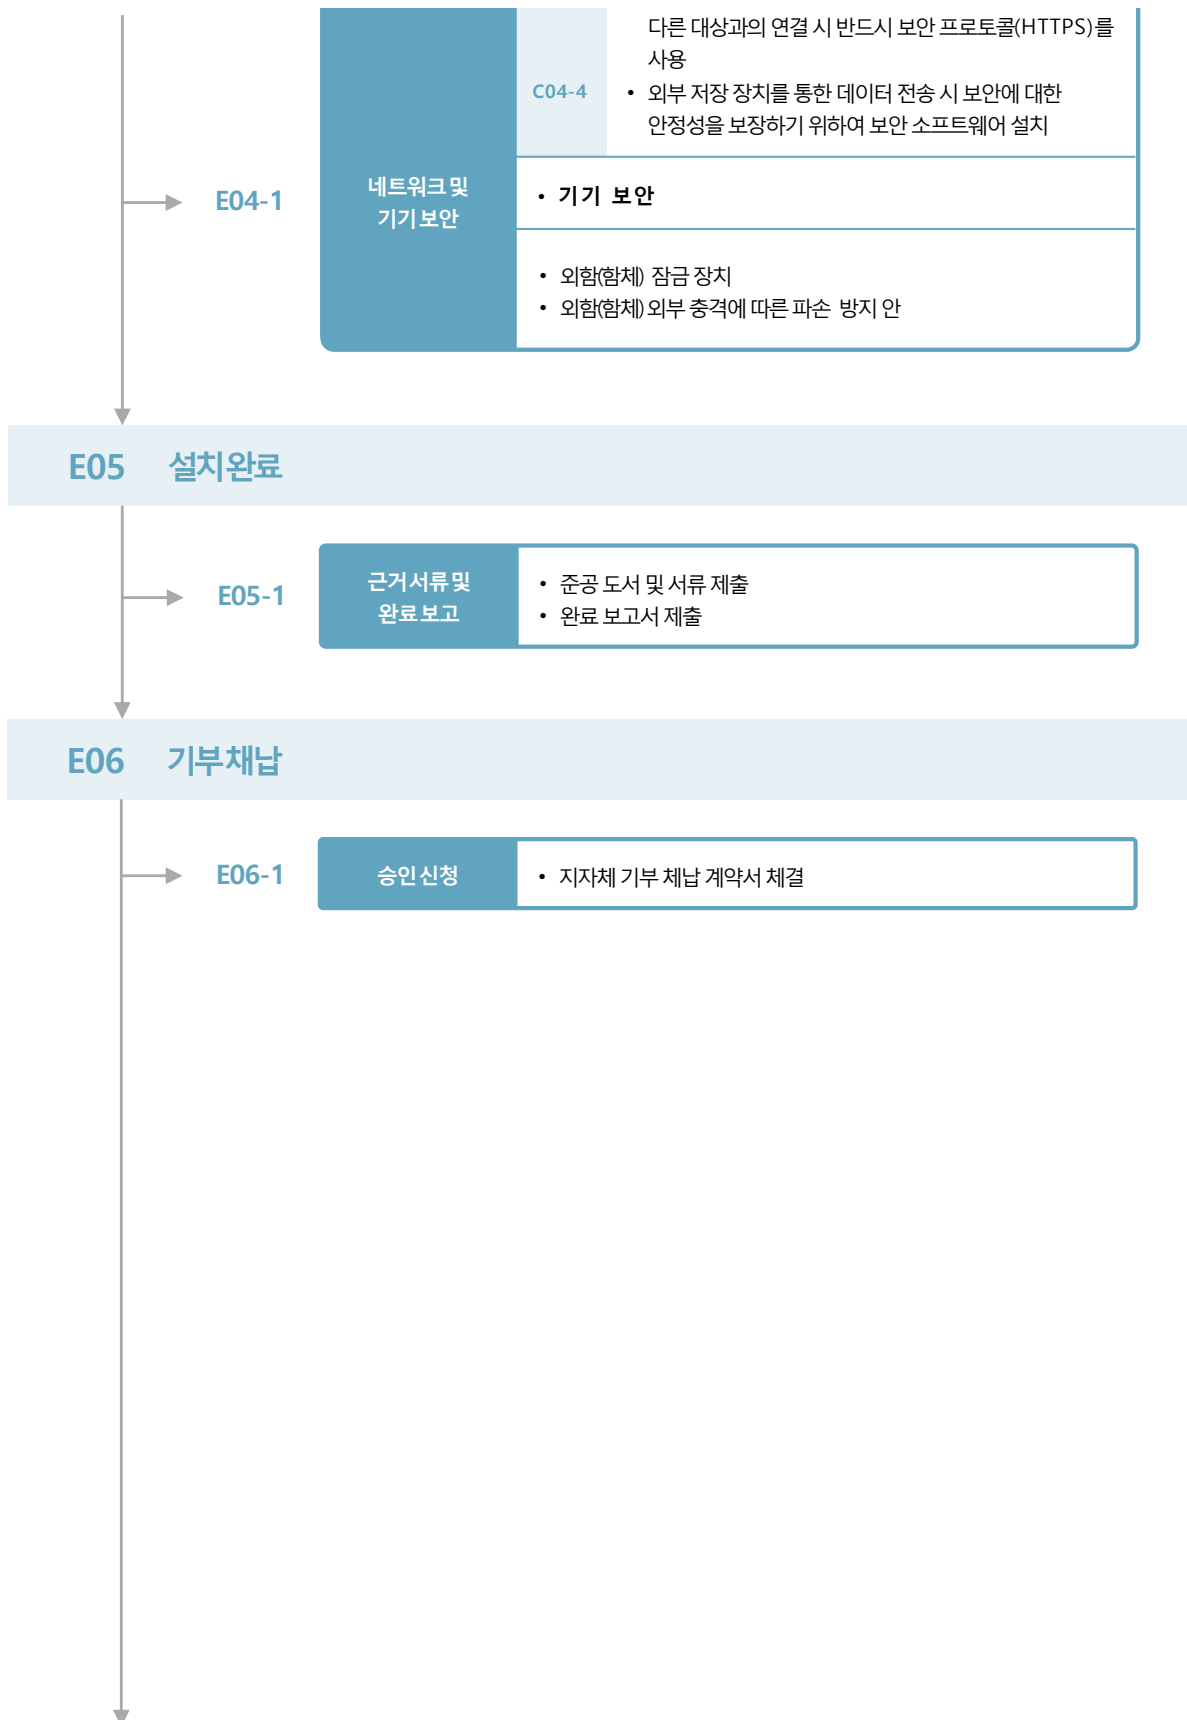 다른 대상과의 연결 시 반드시 보안 프로토콜(HTTPS)를
사용
C04-4
• 외부 저장 장치를 통한 데이터 전송 시 보안에 대한
안정성을 보장하기 위하여 보안 소프트웨어 설치
E04-1
네트워크 및
기기 보안
• 기기 보안
• 외함(함체) 잠금 장치
• 외함(함체) 외부 충격에 따른 파손 방지 안
E05 설치 완료
E05-1
근거 서류 및
완료 보고
• 준공 도서 및 서류 제출
• 완료 보고서 제출
E06 기부 채납
E06-1
승인 신청
• 지자체 기부 체납 계약서 체결